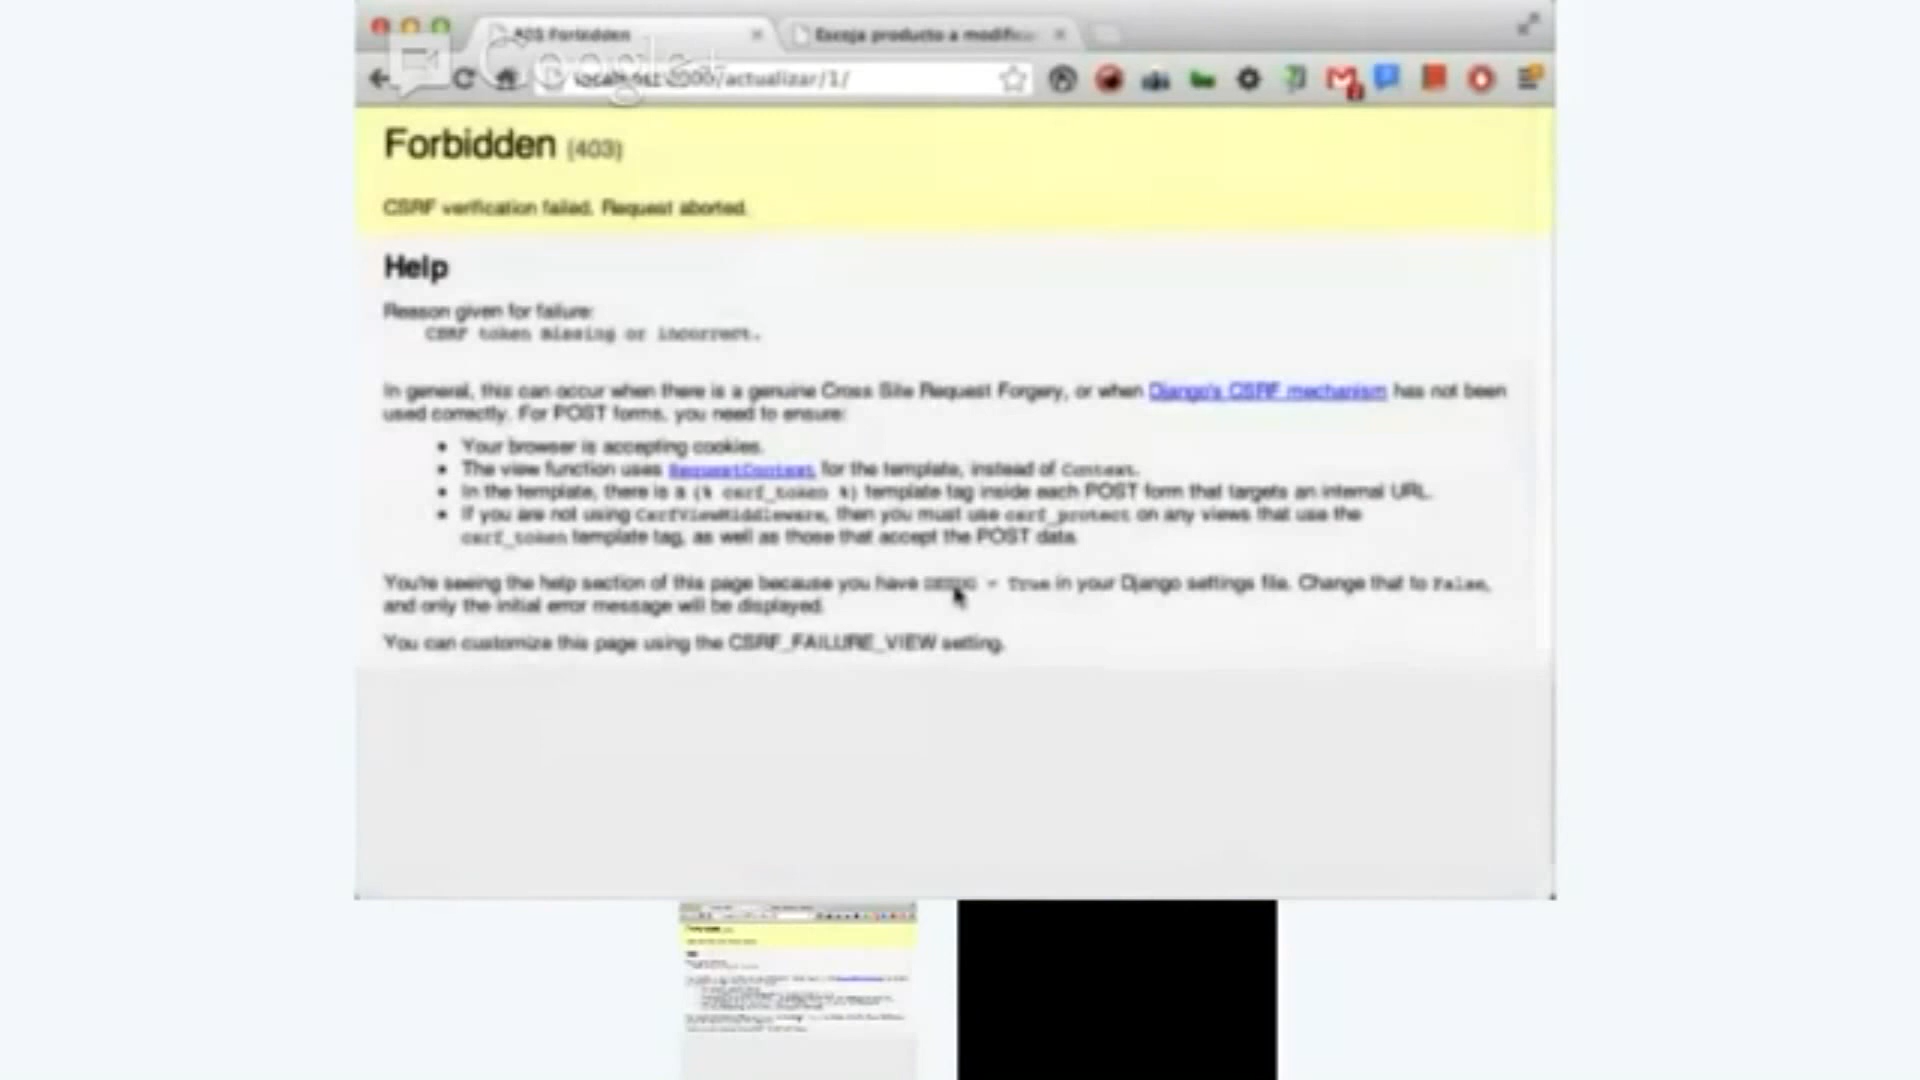 403 Forbidden
Escoja producto a modific
Google+
localhost:8000/actualizar/1/
Forbidden (403)
CSRF verification failed. Request aborted.
Help
Reason given for failure:
CSRF token missing or incorrect.
In general, this can occur when there is a genuine Cross Site Request Forgery, or when Django's CSRF mechanism has not been
used correctly. For POST forms, you need to ensure:
• Your browser is accepting cookies.
• The view function uses RequestContext for the template, instead of Context.
• In the template, there is a {% csrf_token %} template tag inside each POST form that targets an internal URL.
• If you are not using CsrfViewMiddleware, then you must use csrf_protect on any views that use the
csrf_token template tag, as well as those that accept the POST data.
You're seeing the help section of this page because you have DEBUG = True in your Django settings file. Change that to False,
and only the initial error message will be displayed.
You can customize this page using the CSRF_FAILURE_VIEW setting.